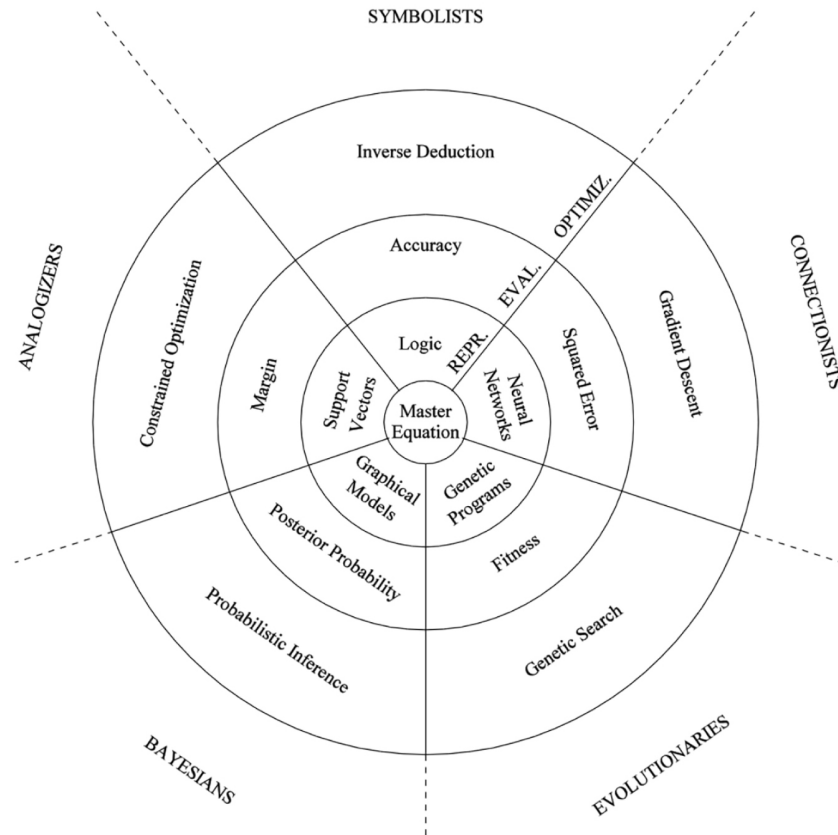 SYMBOLISTS
Inverse Deduction
OPTIMIZ.
Accuracy
EVAL.
Logic
REPR.
ANALOGIZERS
Constrained Optimization
Margin
Support
Vectors
Master
Equation
Neural
Networks
Squared Error
Gradient Descent
CONNECTIONISTS
Graphical
Models
Genetic
Programs
Posterior Probability
Fitness
Probabilistic Inference
Genetic Search
BAYESIANS
EVOLUTIONARIES